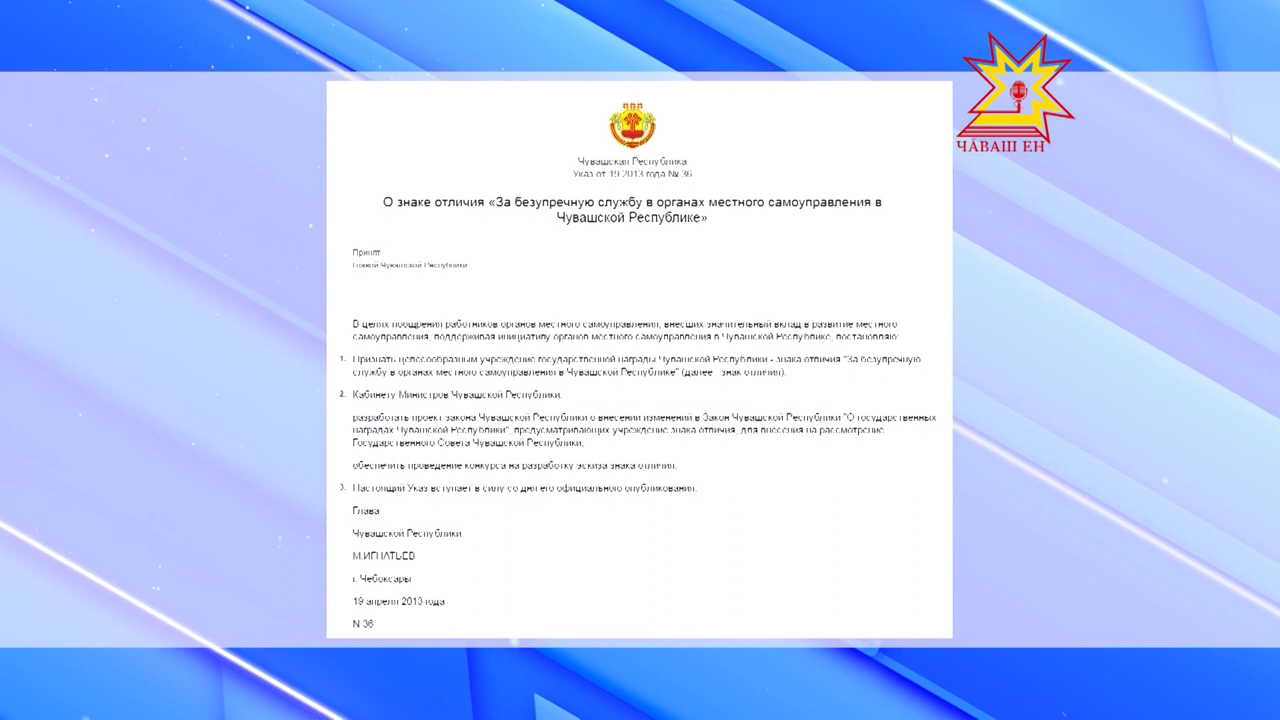 ЧӐВАШ ЕН
Чувашская Республика
Указ от 19 2013 года № 36
О знаке отличия «За безупречную службу в органах местного самоуправления в
Чувашской Республике»
Принят
Главой Чувашской Республики
В целях поощрения работников органов местного самоуправления, внесших значительный вклад в развитие местного
самоуправления, поддерживая инициативу органов местного самоуправления в Чувашской Республике, постановляю:
1. Признать целесообразным учреждение государственной награды Чувашской Республики - знака отличия "За безупречную
службу в органах местного самоуправления в Чувашской Республике" (далее - знак отличия).
2. Кабинету Министров Чувашской Республики:
разработать проект закона Чувашской Республики о внесении изменений в Закон Чувашской Республики "О государственных
наградах Чувашской Республики", предусматривающих учреждение знака отличия, для внесения на рассмотрение
Государственного Совета Чувашской Республики;
обеспечить проведение конкурса на разработку эскиза знака отличия.
3. Настоящий Указ вступает в силу со дня его официального опубликования.
Глава
Чувашской Республики
М.ИГНАТЬЕВ
г. Чебоксары
19 апреля 2013 года
N 36